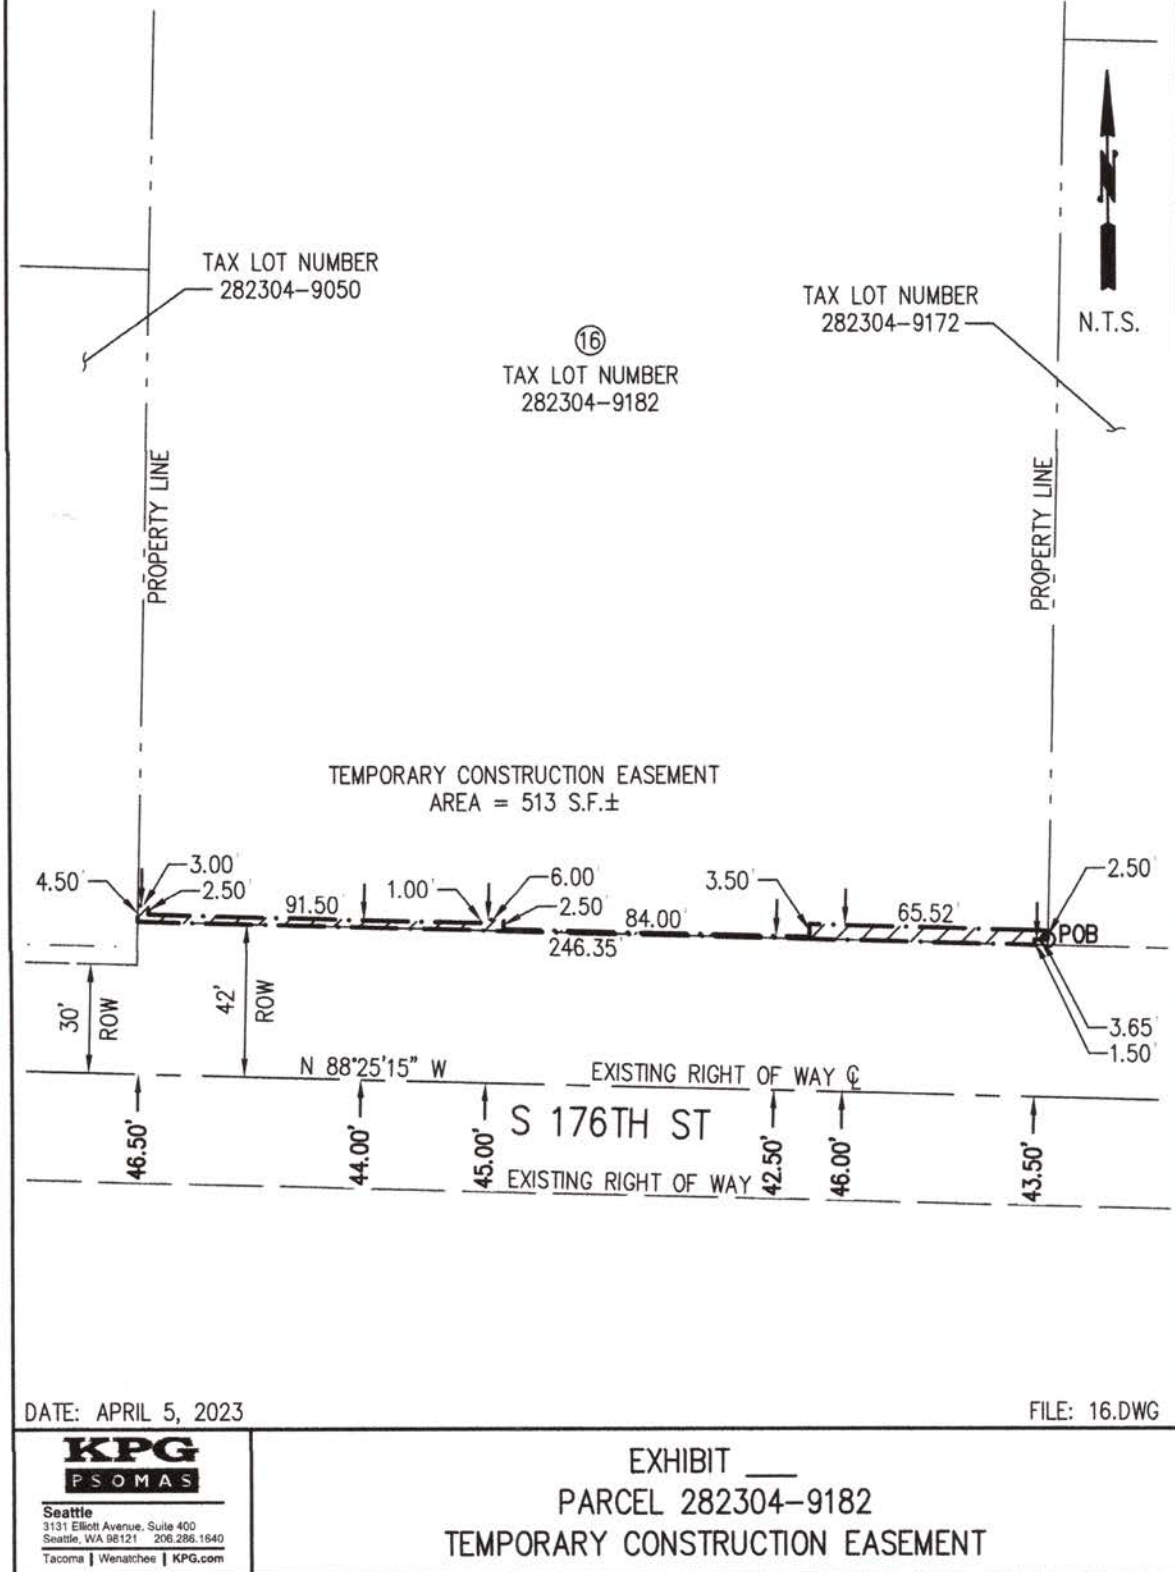 TAX LOT NUMBER
282304-9050
TAX LOT NUMBER
282304-9172
N
N.T.S.
16
TAX LOT NUMBER
282304-9182
PROPERTY LINE
PROPERTY LINE
TEMPORARY CONSTRUCTION EASEMENT
AREA = 513 S.F.±
4.50'
3.00'
2.50'
91.50'
1.00'
6.00'
2.50'
84.00'
246.35'
3.50'
65.52'
2.50'
POB
3.65'
1.50'
30'
ROW
42'
ROW
N 88°25'15" W
EXISTING RIGHT OF WAY ℄
S 176TH ST
46.50'
44.00'
45.00'
42.50'
46.00'
43.50'
EXISTING RIGHT OF WAY
DATE: APRIL 5, 2023
FILE: 16.DWG
KPG
PSOMAS
Seattle
3131 Elliott Avenue, Suite 400
Seattle, WA 98121 206.286.1640
Tacoma | Wenatchee | KPG.com
EXHIBIT ___
PARCEL 282304-9182
TEMPORARY CONSTRUCTION EASEMENT